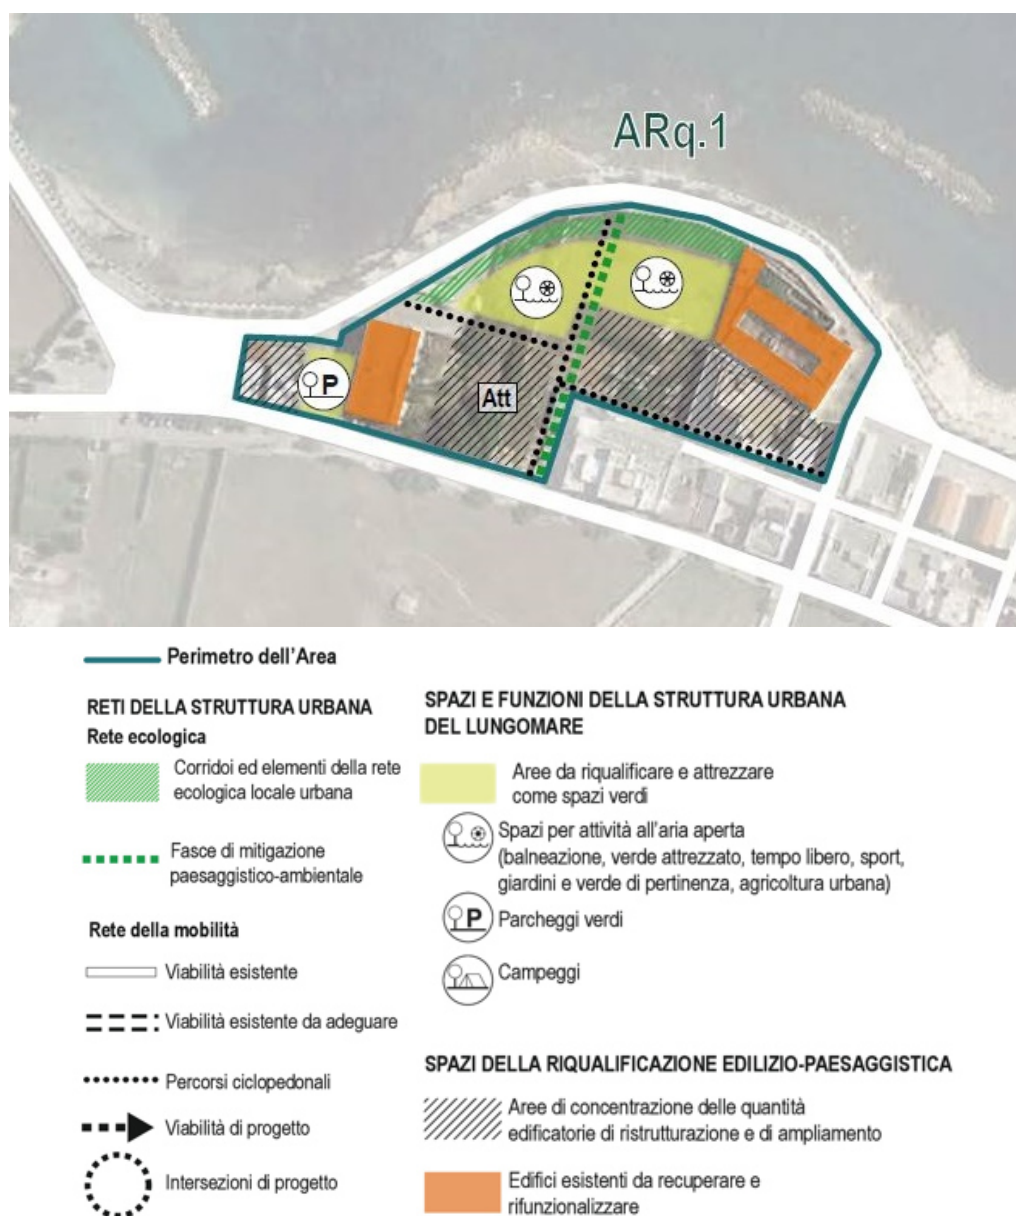 ARq.1
P
Att
Perimetro dell'Area
RETI DELLA STRUTTURA URBANA
Rete ecologica
Corridoi ed elementi della rete
ecologica locale urbana
Fasce di mitigazione
paesaggistico-ambientale
Rete della mobilità
Viabilità esistente
Viabilità esistente da adeguare
Percorsi ciclopedonali
Viabilità di progetto
Intersezioni di progetto
SPAZI E FUNZIONI DELLA STRUTTURA URBANA
DEL LUNGOMARE
Aree da riqualificare e attrezzare
come spazi verdi
Spazi per attività all'aria aperta
(balneazione, verde attrezzato, tempo libero, sport,
giardini e verde di pertinenza, agricoltura urbana)
P Parcheggi verdi
Campeggi
SPAZI DELLA RIQUALIFICAZIONE EDILIZIO-PAESAGGISTICA
Aree di concentrazione delle quantità
edificatorie di ristrutturazione e di ampliamento
Edifici esistenti da recuperare e
rifunzionalizzare